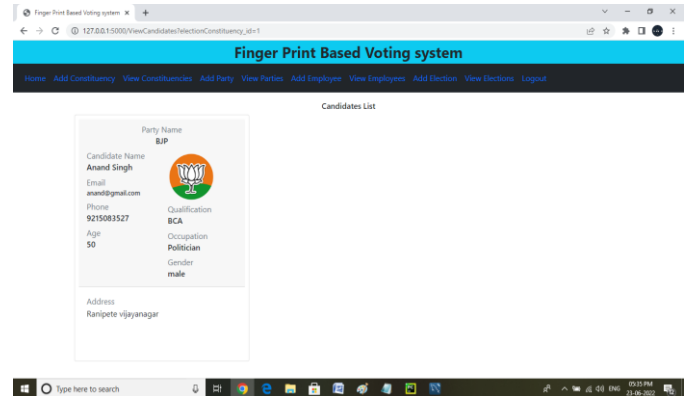 Finger Print Based Voting system
127.0.0.1:5000/ViewCandidates?electionConstituency_id=1
Finger Print Based Voting system
Home Add Constituency View Constituencies Add Party View Parties Add Employee View Employees Add Election View Elections Logout
Candidates List
Party Name
BJP
Candidate Name
Anand Singh
Email
anand@gmail.com
Phone
9215083527
Age
50
Qualification
BCA
Occupation
Politician
Gender
male
Address
Ranipete vijayanagar
Type here to search
ENG
05:35 PM
23-06-2022